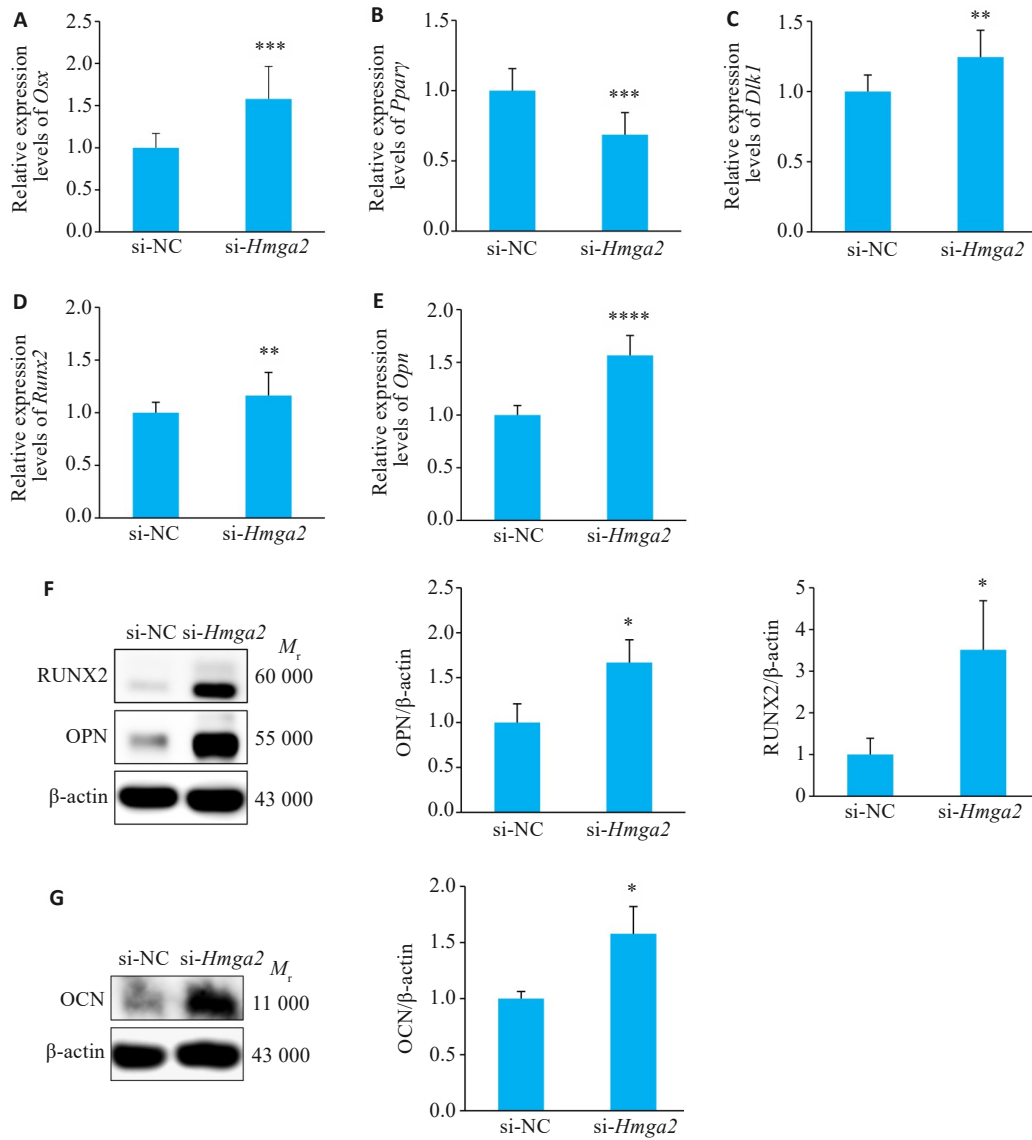 A
Relative expression
levels of Osx
2.5
2.0
1.5
1.0
0.5
0.0
***
si-NC si-Hmga2
B
Relative expression
levels of Pparγ
1.5
1.0
0.5
0.0
***
si-NC si-Hmga2
C
Relative expression
levels of Dlk1
1.5
1.0
0.5
0.0
**
si-NC si-Hmga2
D
Relative expression
levels of Runx2
2.0
1.5
1.0
0.5
0.0
**
si-NC si-Hmga2
E
Relative expression
levels of Opn
2.0
1.5
1.0
0.5
0.0
****
si-NC si-Hmga2
F
si-NC si-Hmga2
Mr
RUNX2 60 000
OPN 55 000
β-actin 43 000
OPN/β-actin
2.5
2.0
1.5
1.0
0.5
0.0
*
si-NC si-Hmga2
RUNX2/β-actin
5
4
3
2
1
0
*
si-NC si-Hmga2
G
si-NC si-Hmga2
Mr
OCN 11 000
β-actin 43 000
OCN/β-actin
2.0
1.5
1.0
0.5
0.0
*
si-NC si-Hmga2